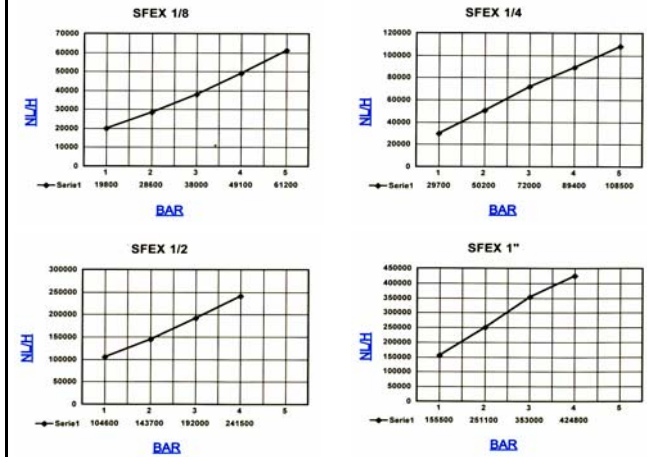 SFEX 1/8
70000
60000
50000
40000
30000
20000
10000
0
NL/H
1 2 3 4 5
Serie1 19800 28600 38000 49100 61200
BAR
SFEX 1/4
120000
100000
80000
60000
40000
20000
0
NL/H
1 2 3 4 5
Serie1 29700 50200 72000 89400 108500
BAR
SFEX 1/2
300000
250000
200000
150000
100000
50000
0
NL/H
1 2 3 4 5
Serie1 104600 143700 192000 241500
BAR
SFEX 1"
450000
400000
350000
300000
250000
200000
150000
100000
50000
0
NL/H
1 2 3 4 5
Serie1 155500 251100 353000 424800
BAR